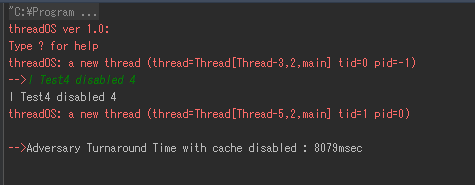 "C:\Program ...
threadOS ver 1.0:
Type ? for help
threadOS: a new thread (thread=Thread[Thread-3,2,main] tid=0 pid=-1)
-->l Test4 disabled 4
l Test4 disabled 4
threadOS: a new thread (thread=Thread[Thread-5,2,main] tid=1 pid=0)
-->Adversary Turnaround Time with cache disabled : 8079msec